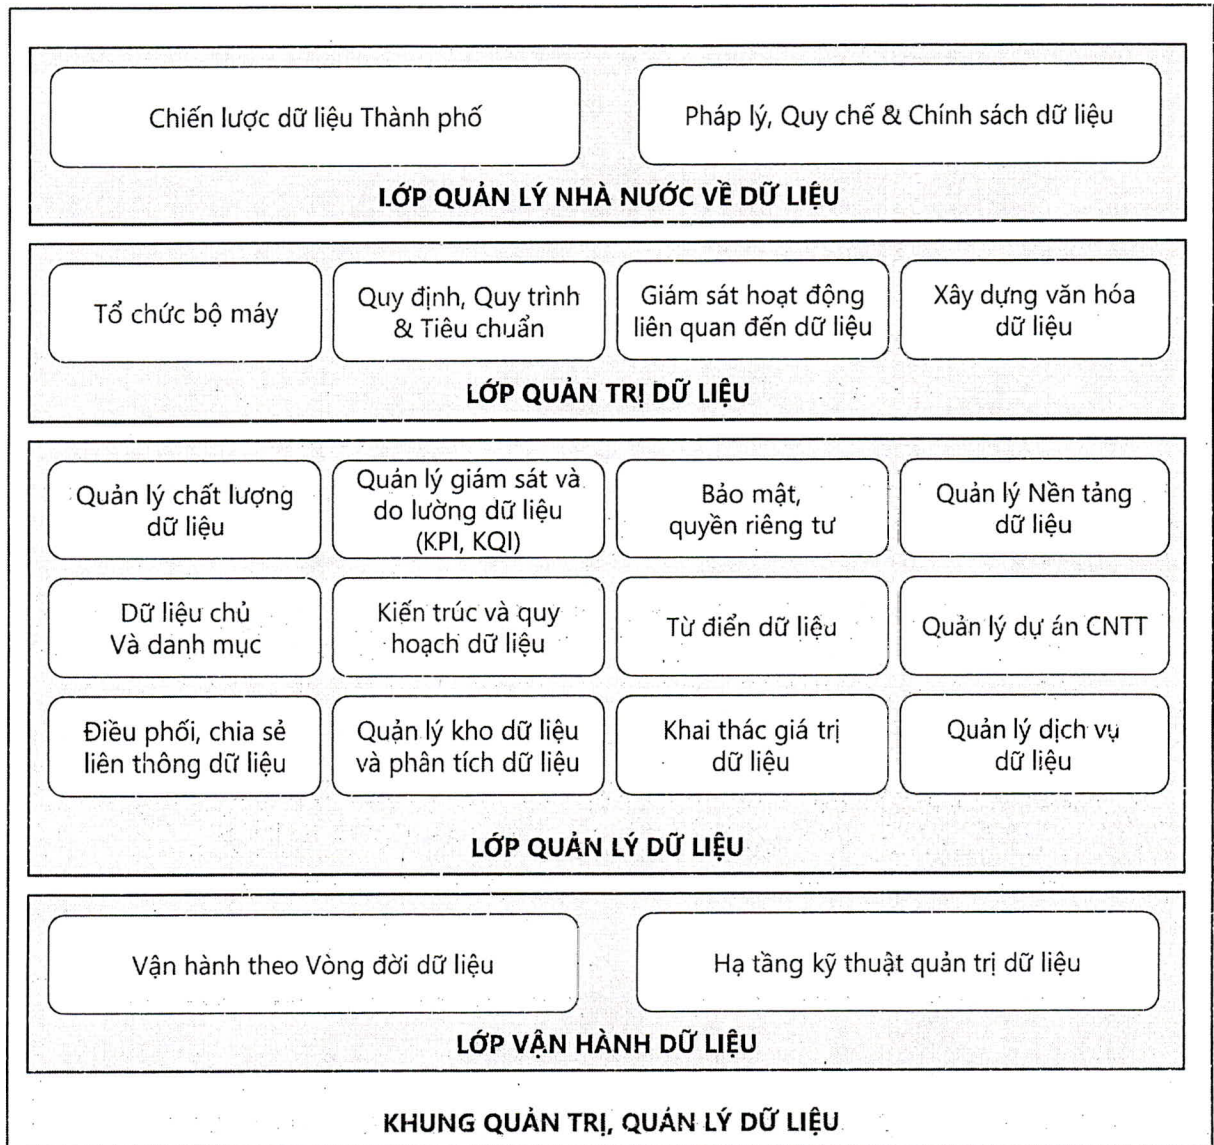 Chiến lược dữ liệu Thành phố
Pháp lý, Quy chế & Chính sách dữ liệu
LỚP QUẢN LÝ NHÀ NƯỚC VỀ DỮ LIỆU
Tổ chức bộ máy
Quy định, Quy trình
& Tiêu chuẩn
Giám sát hoạt động
liên quan đến dữ liệu
Xây dựng văn hóa
dữ liệu
LỚP QUẢN TRỊ DỮ LIỆU
Quản lý chất lượng
dữ liệu
Quản lý giám sát và
do lường dữ liệu
(KPI, KQI)
Bảo mật,
quyền riêng tư
Quản lý Nền tảng
dữ liệu
Dữ liệu chủ
Và danh mục
Kiến trúc và quy
hoạch dữ liệu
Từ điển dữ liệu
Quản lý dự án CNTT
Điều phối, chia sẻ
liên thông dữ liệu
Quản lý kho dữ liệu
và phân tích dữ liệu
Khai thác giá trị
dữ liệu
Quản lý dịch vụ
dữ liệu
LỚP QUẢN LÝ DỮ LIỆU
Vận hành theo Vòng đời dữ liệu
Hạ tầng kỹ thuật quản trị dữ liệu
LỚP VẬN HÀNH DỮ LIỆU
KHUNG QUẢN TRỊ, QUẢN LÝ DỮ LIỆU